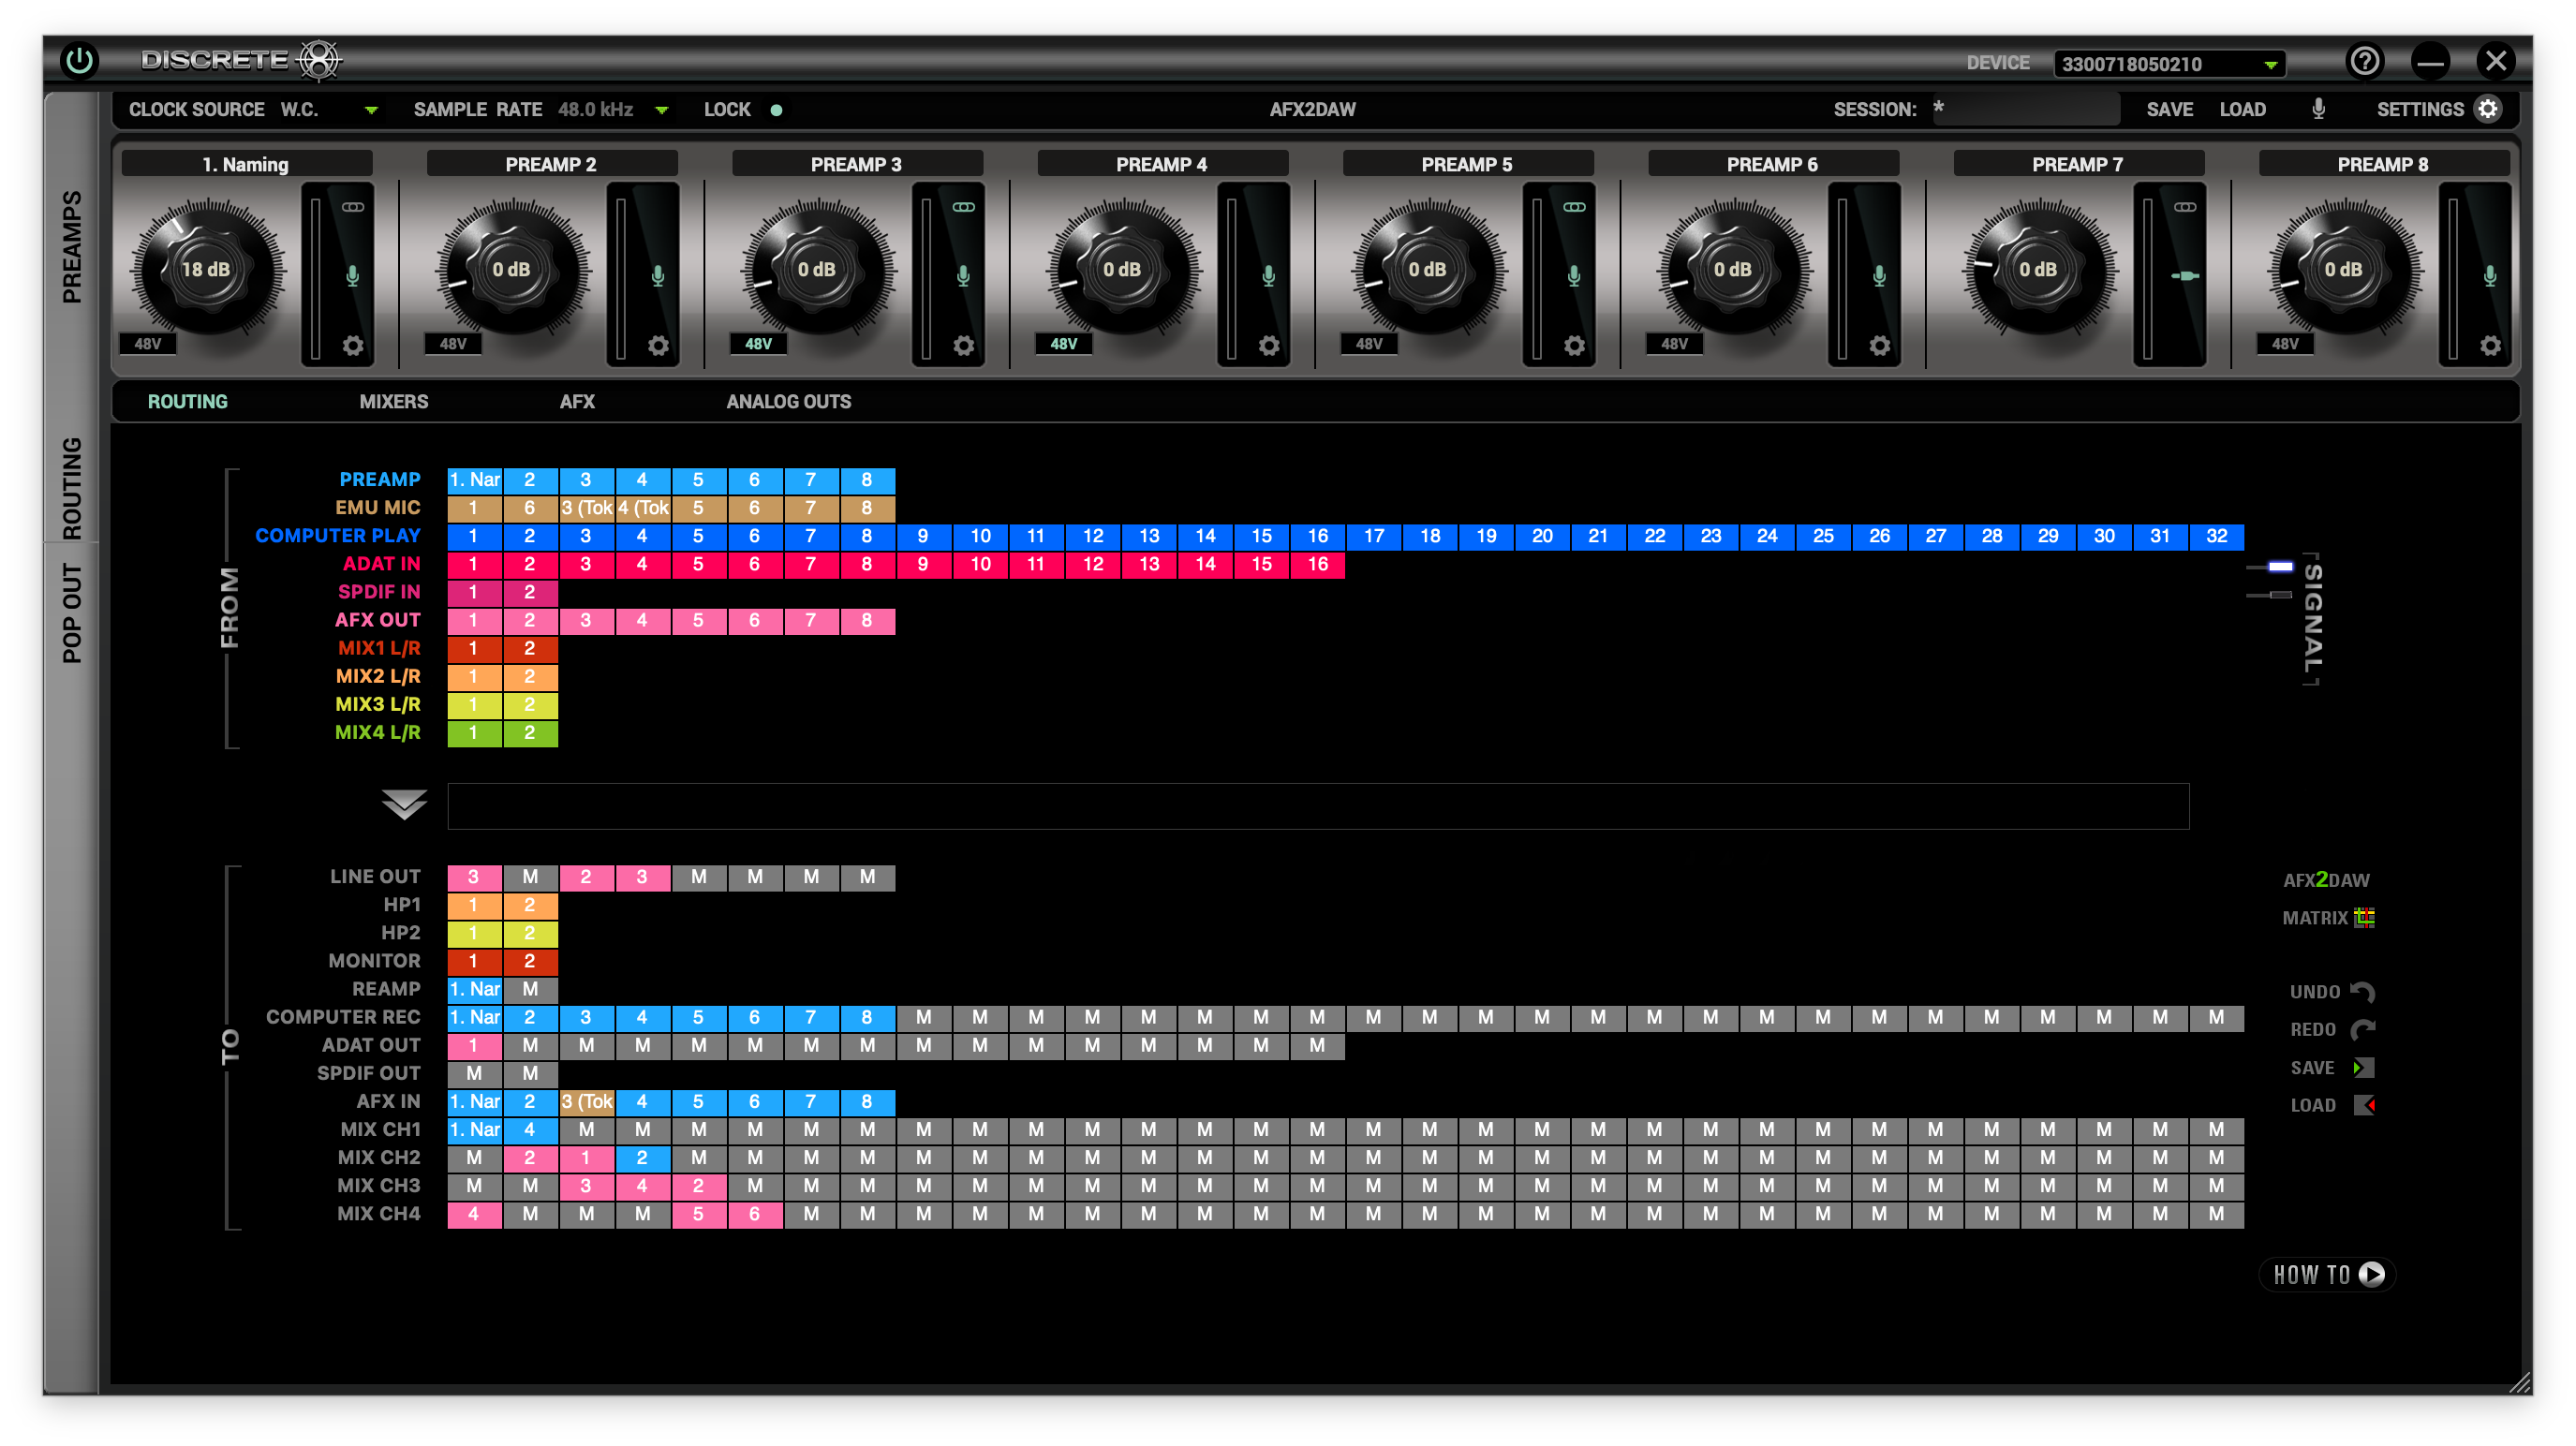 DISCRETE 8 DEVICE 3300718050210
CLOCK SOURCE W.C. SAMPLE RATE 48.0 kHz LOCK AFX2DAW SESSION: * SAVE LOAD SETTINGS
PREAMPS
1. Naming PREAMP 2 PREAMP 3 PREAMP 4 PREAMP 5 PREAMP 6 PREAMP 7 PREAMP 8
18 dB 0 dB 0 dB 0 dB 0 dB 0 dB 0 dB 0 dB
48V 48V 48V 48V 48V 48V 48V
ROUTING MIXERS AFX ANALOG OUTS
ROUTING
POP OUT
FROM
PREAMP 1. Nar 2 3 4 5 6 7 8
EMU MIC 1 6 3 (Tok 4 (Tok 5 6 7 8
COMPUTER PLAY 1 2 3 4 5 6 7 8 9 10 11 12 13 14 15 16 17 18 19 20 21 22 23 24 25 26 27 28 29 30 31 32
ADAT IN 1 2 3 4 5 6 7 8 9 10 11 12 13 14 15 16
SPDIF IN 1 2
AFX OUT 1 2 3 4 5 6 7 8
MIX1 L/R 1 2
MIX2 L/R 1 2
MIX3 L/R 1 2
MIX4 L/R 1 2
SIGNAL
TO
LINE OUT 3 M 2 3 M M M M
HP1 1 2
HP2 1 2
MONITOR 1 2
REAMP 1. Nar M
COMPUTER REC 1. Nar 2 3 4 5 6 7 8 M M M M M M M M M M M M M M M M M M M M M M M M
ADAT OUT 1 M M M M M M M M M M M M M M M
SPDIF OUT M M
AFX IN 1. Nar 2 3 (Tok 4 5 6 7 8
MIX CH1 1. Nar 4 M M M M M M M M M M M M M M M M M M M M M M M M M M M M M M
MIX CH2 M 2 1 2 M M M M M M M M M M M M M M M M M M M M M M M M M M M M
MIX CH3 M M 3 4 2 M M M M M M M M M M M M M M M M M M M M M M M M M M M
MIX CH4 4 M M M 5 6 M M M M M M M M M M M M M M M M M M M M M M M M M M
AFX2DAW
MATRIX
UNDO
REDO
SAVE
LOAD
HOW TO